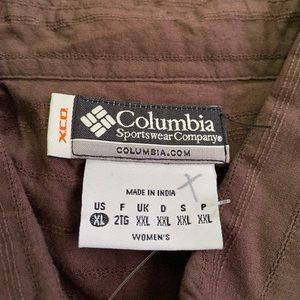 XCO.
Columbia
Sportswear Company®
COLUMBIA.COM
MADE IN INDIA
US F UK D S P
XL 2TG XXL XXL XXL XXL
WOMEN'S